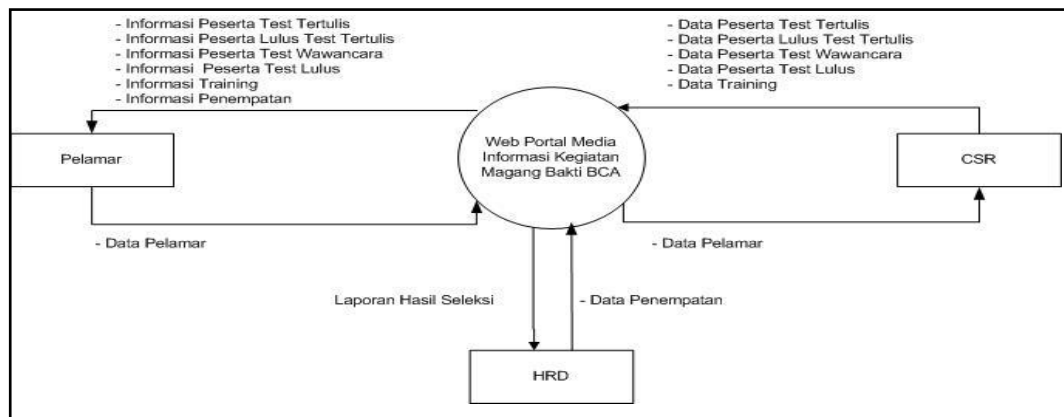 - Informasi Peserta Test Tertulis
- Informasi Peserta Lulus Test Tertulis
- Informasi Peserta Test Wawancara
- Informasi  Peserta Test Lulus
- Informasi Training
- Informasi Penempatan
- Data Peserta Test Tertulis
- Data Peserta Lulus Test Tertulis
- Data Peserta Test Wawancara
- Data Peserta Test Lulus
- Data Training
Pelamar
Web Portal Media
Informasi Kegiatan
Magang Bakti BCA
CSR
- Data Pelamar
- Data Pelamar
Laporan Hasil Seleksi
- Data Penempatan
HRD